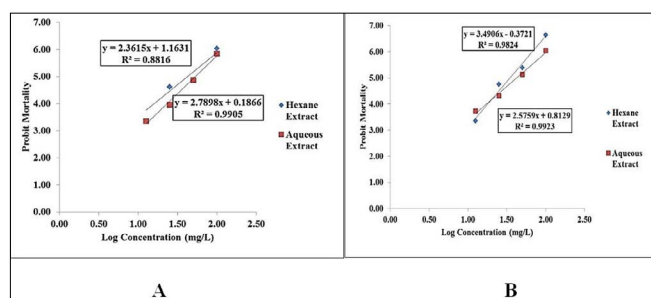 7.00
6.00
5.00
4.00
3.00
2.00
1.00
0.00
Probit Mortality
y = 2.3615x + 1.1631
R² = 0.8816
y = 2.7898x + 0.1866
R² = 0.9905
Hexane
Extract
Aqueous
Extract
0.00 0.50 1.00 1.50 2.00 2.50
Log Concentration (mg/L)
A
7.00
6.00
5.00
4.00
3.00
2.00
1.00
0.00
Probit Mortality
y = 3.4906x - 0.3721
R² = 0.9824
y = 2.5759x + 0.8129
R² = 0.9923
Hexane
Extract
Aqueous
Extract
0.00 0.50 1.00 1.50 2.00 2.50
Log Concentration (mg/L)
B